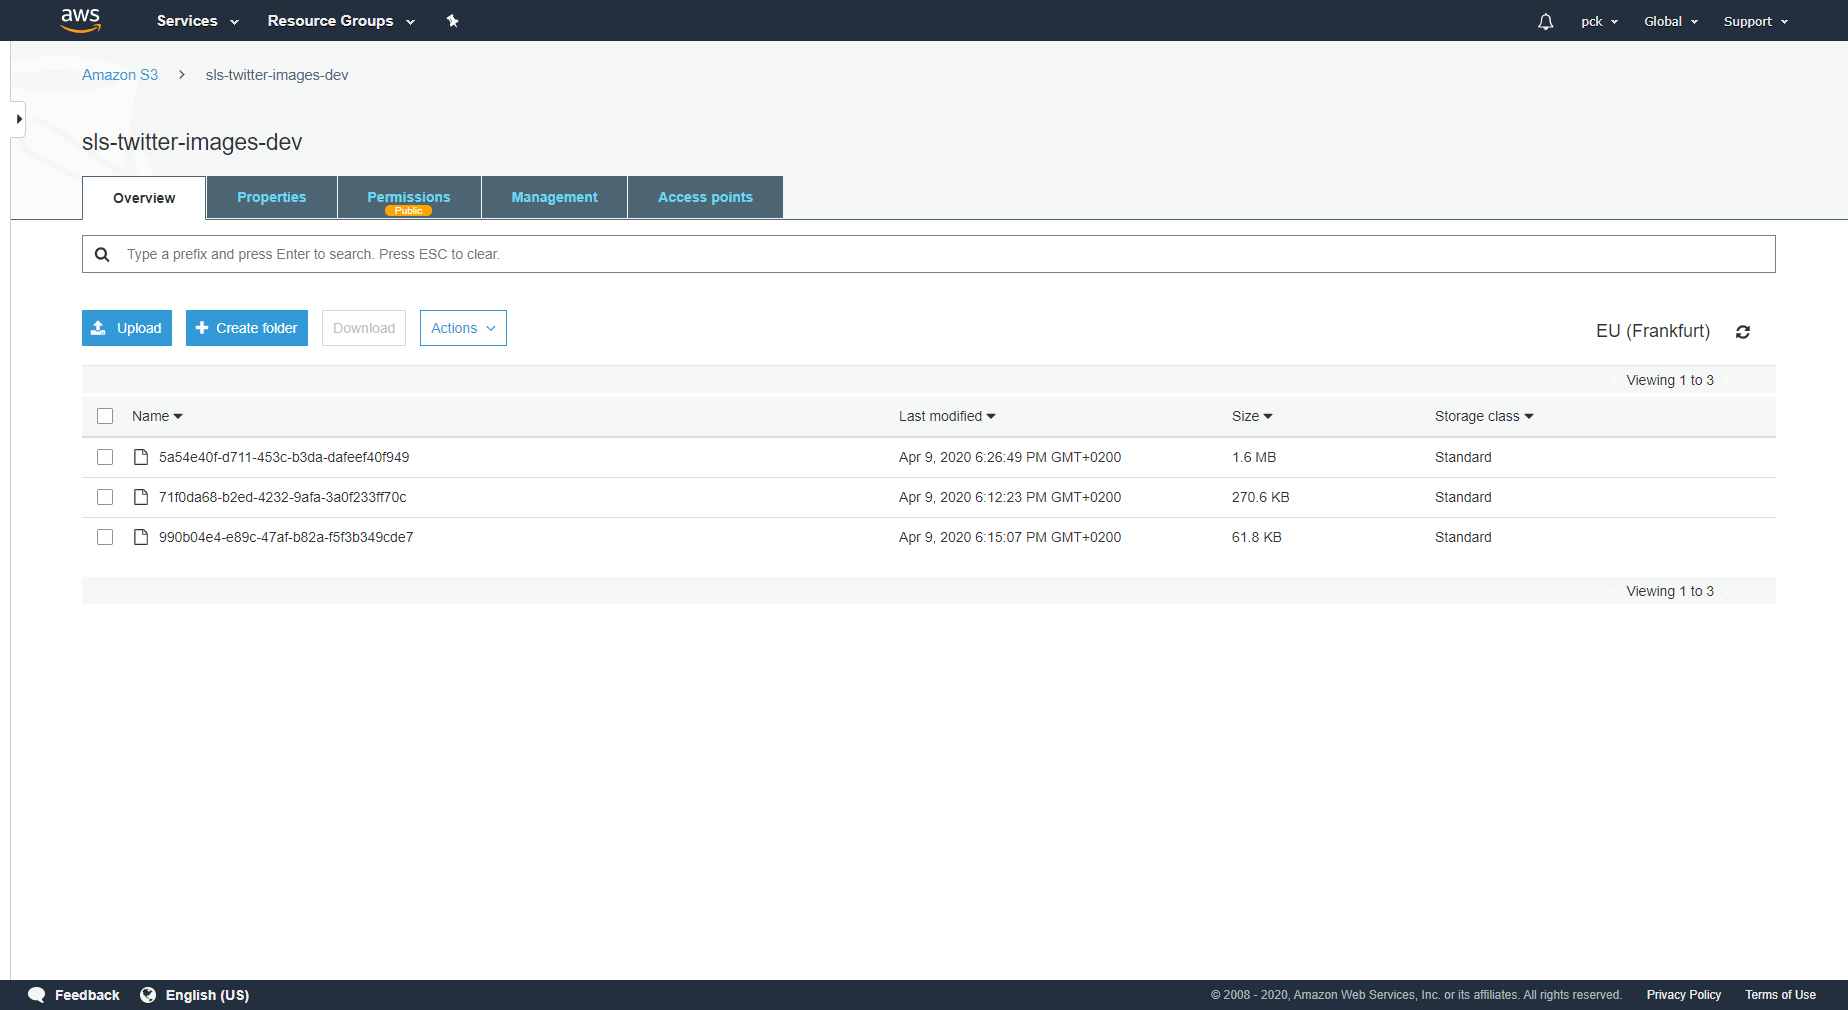 aws Services Resource Groups pck Global Support
Amazon S3 > sls-twitter-images-dev
sls-twitter-images-dev
Overview Properties Permissions Management Access points
Public
Type a prefix and press Enter to search. Press ESC to clear.
Upload Create folder Download Actions EU (Frankfurt)
Viewing 1 to 3
Name Last modified Size Storage class
5a54e40f-d711-453c-b3da-dafeef40f949 Apr 9, 2020 6:26:49 PM GMT+0200 1.6 MB Standard
71f0da68-b2ed-4232-9afa-3a0f233ff70c Apr 9, 2020 6:12:23 PM GMT+0200 270.6 KB Standard
990b04e4-e89c-47af-b82a-f5f3b349cde7 Apr 9, 2020 6:15:07 PM GMT+0200 61.8 KB Standard
Viewing 1 to 3
Feedback English (US) © 2008 - 2020, Amazon Web Services, Inc. or its affiliates. All rights reserved. Privacy Policy Terms of Use